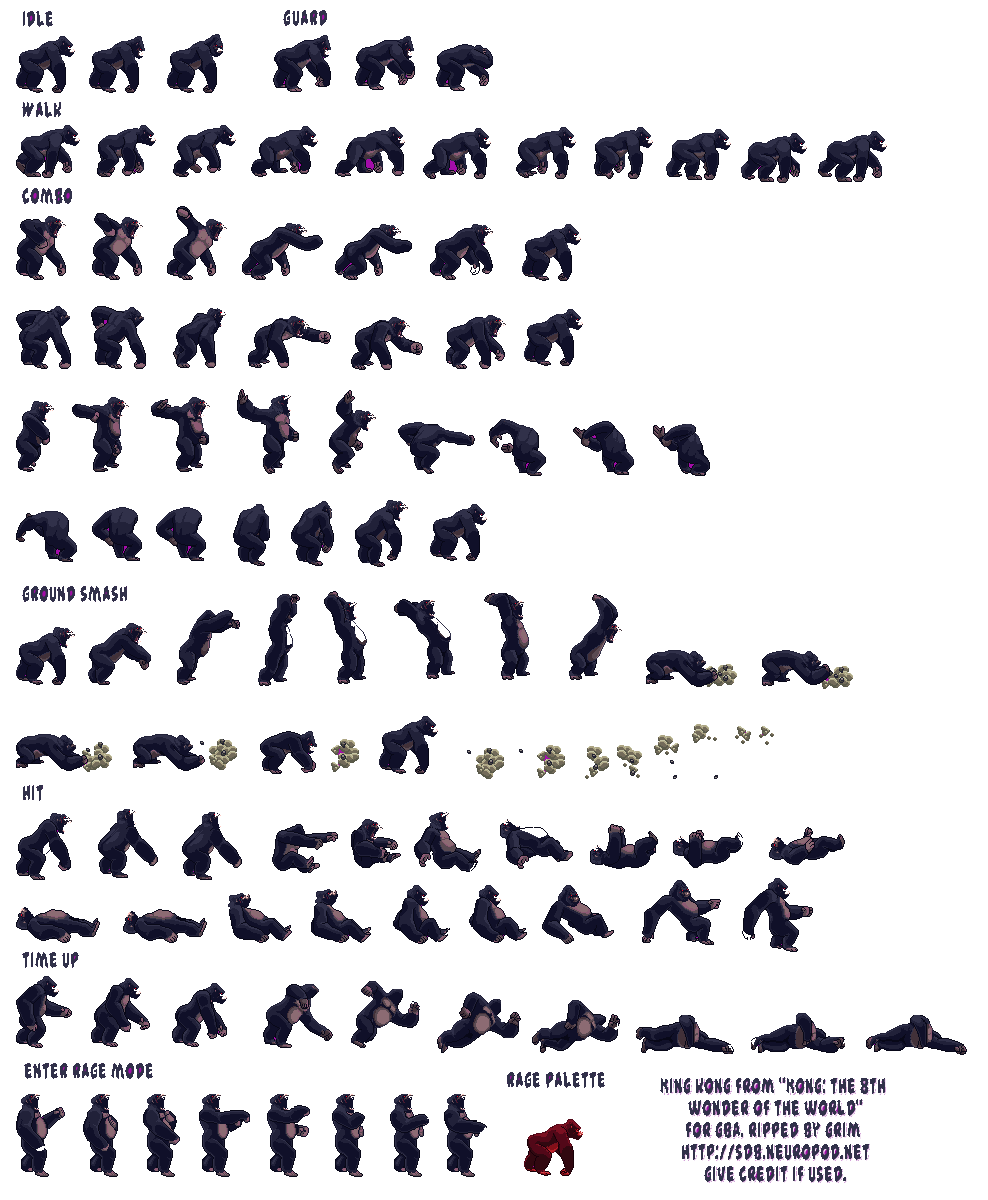 IDLE
GUARD
WALK
COMBO
GROUND SMASH
HIT
TIME UP
ENTER RAGE MODE
RAGE PALETTE
KING KONG FROM "KONG: THE 8TH
WONDER OF THE WORLD"
FOR GBA. RIPPED BY GRIM
HTTP://SDB.NEUROPOD.NET
GIVE CREDIT IF USED.